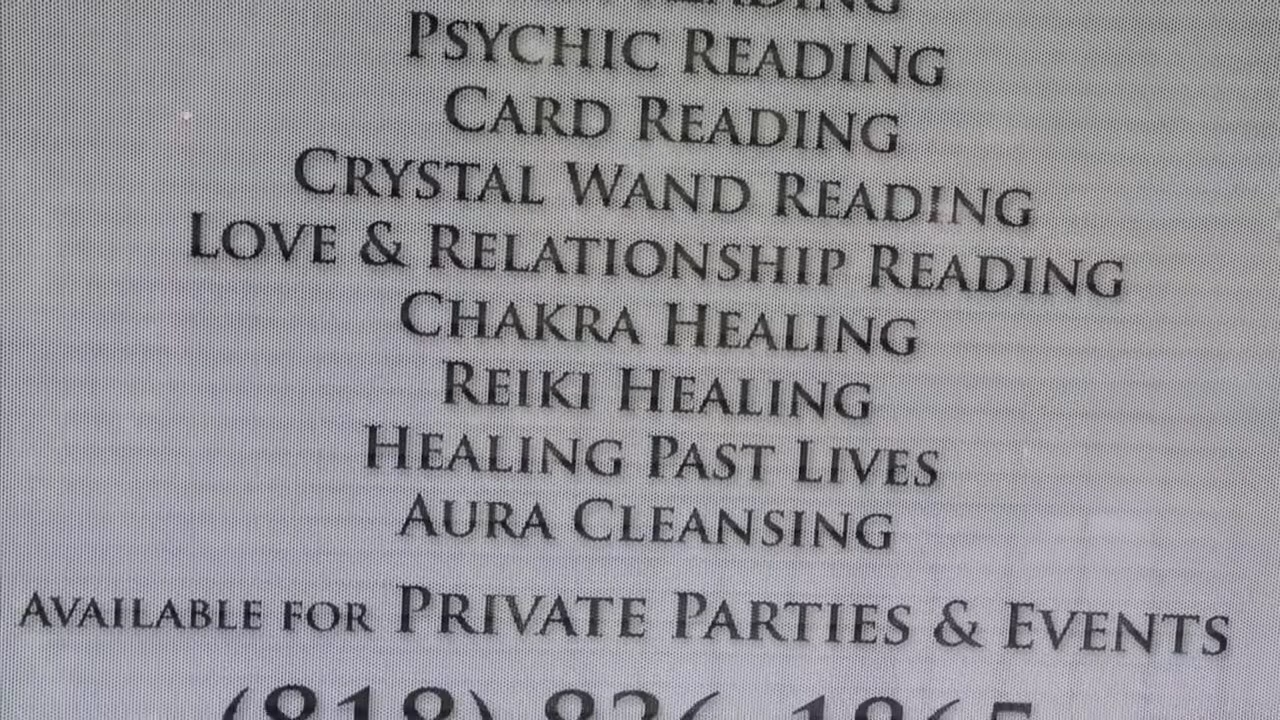 PSYCHIC READING
CARD READING
CRYSTAL WAND READING
LOVE & RELATIONSHIP READING
CHAKRA HEALING
REIKI HEALING
HEALING PAST LIVES
AURA CLEANSING
AVAILABLE FOR PRIVATE PARTIES & EVENTS
(818)